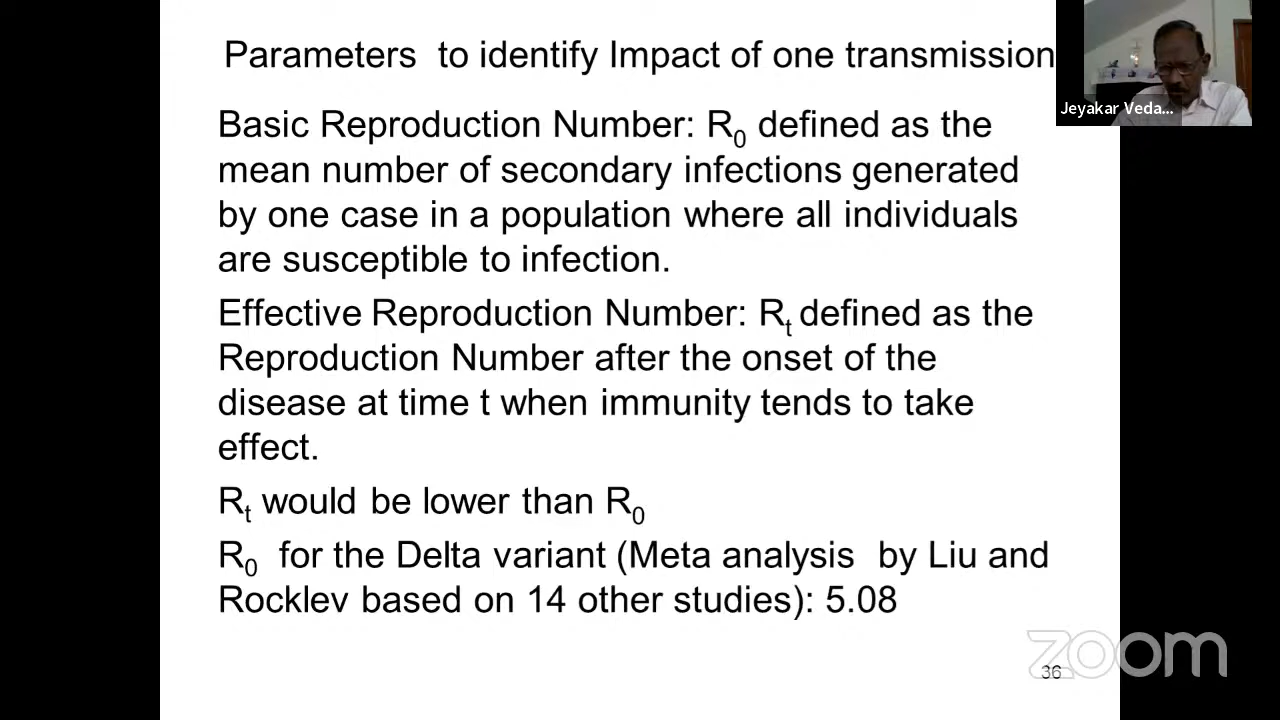 Parameters  to identify Impact of one transmission
Jeyakar Veda...
Basic Reproduction Number: R₀ defined as the
mean number of secondary infections generated
by one case in a population where all individuals
are susceptible to infection.
Effective Reproduction Number: Rₜ defined as the
Reproduction Number after the onset of the
disease at time t when immunity tends to take
effect.
Rₜ would be lower than R₀
R₀  for the Delta variant (Meta analysis  by Liu and
Rocklev based on 14 other studies): 5.08
zoom
36